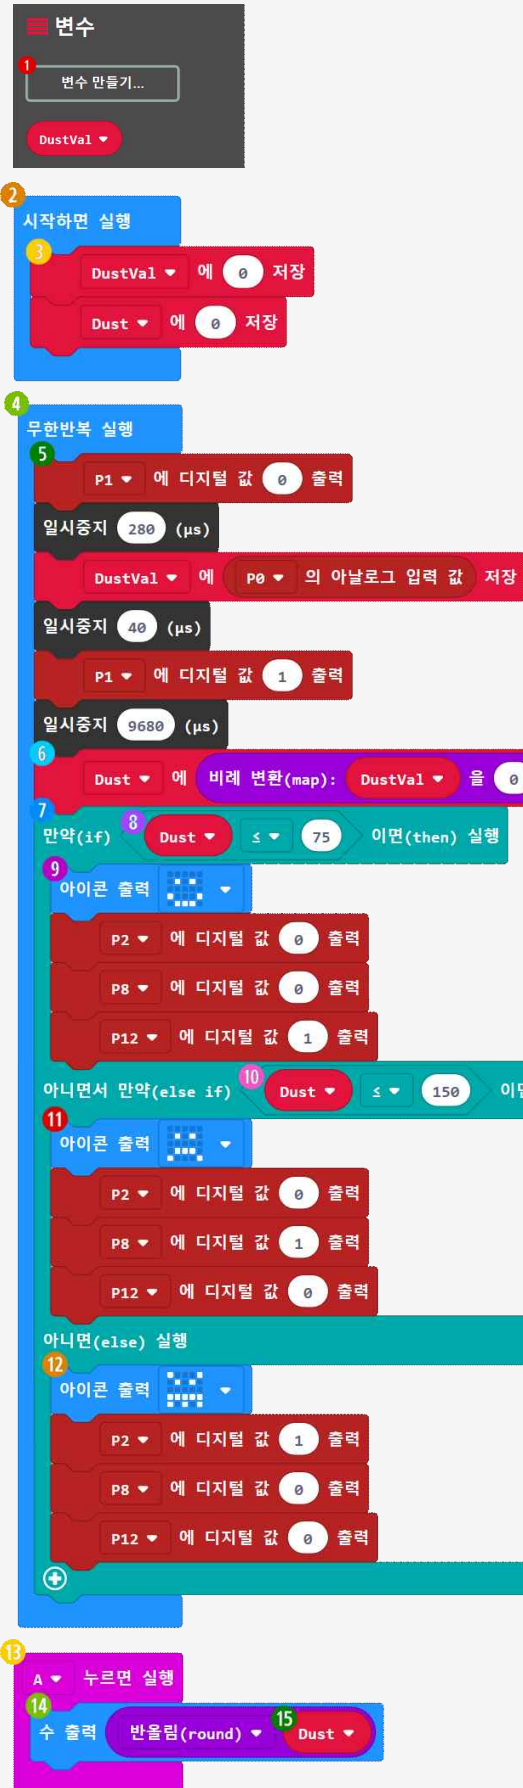 변수
1
변수 만들기...
DustVal
2
시작하면 실행
3
DustVal 에 0 저장
Dust 에 0 저장
4
무한반복 실행
5
P1 에 디지털 값 0 출력
일시중지 280 (µs)
DustVal 에 P0 의 아날로그 입력 값 저장
일시중지 40 (µs)
P1 에 디지털 값 1 출력
일시중지 9680 (µs)
6
Dust 에 비례 변환(map): DustVal 을 0
7
8
만약(if) Dust ≤ 75 이면(then) 실행
9
아이콘 출력
P2 에 디지털 값 0 출력
P8 에 디지털 값 0 출력
P12 에 디지털 값 1 출력
10
아니면서 만약(else if) Dust ≤ 150
11
아이콘 출력
P2 에 디지털 값 0 출력
P8 에 디지털 값 1 출력
P12 에 디지털 값 0 출력
아니면(else) 실행
12
아이콘 출력
P2 에 디지털 값 1 출력
P8 에 디지털 값 0 출력
P12 에 디지털 값 0 출력
13
A 누르면 실행
14
15
수 출력 반올림(round) Dust